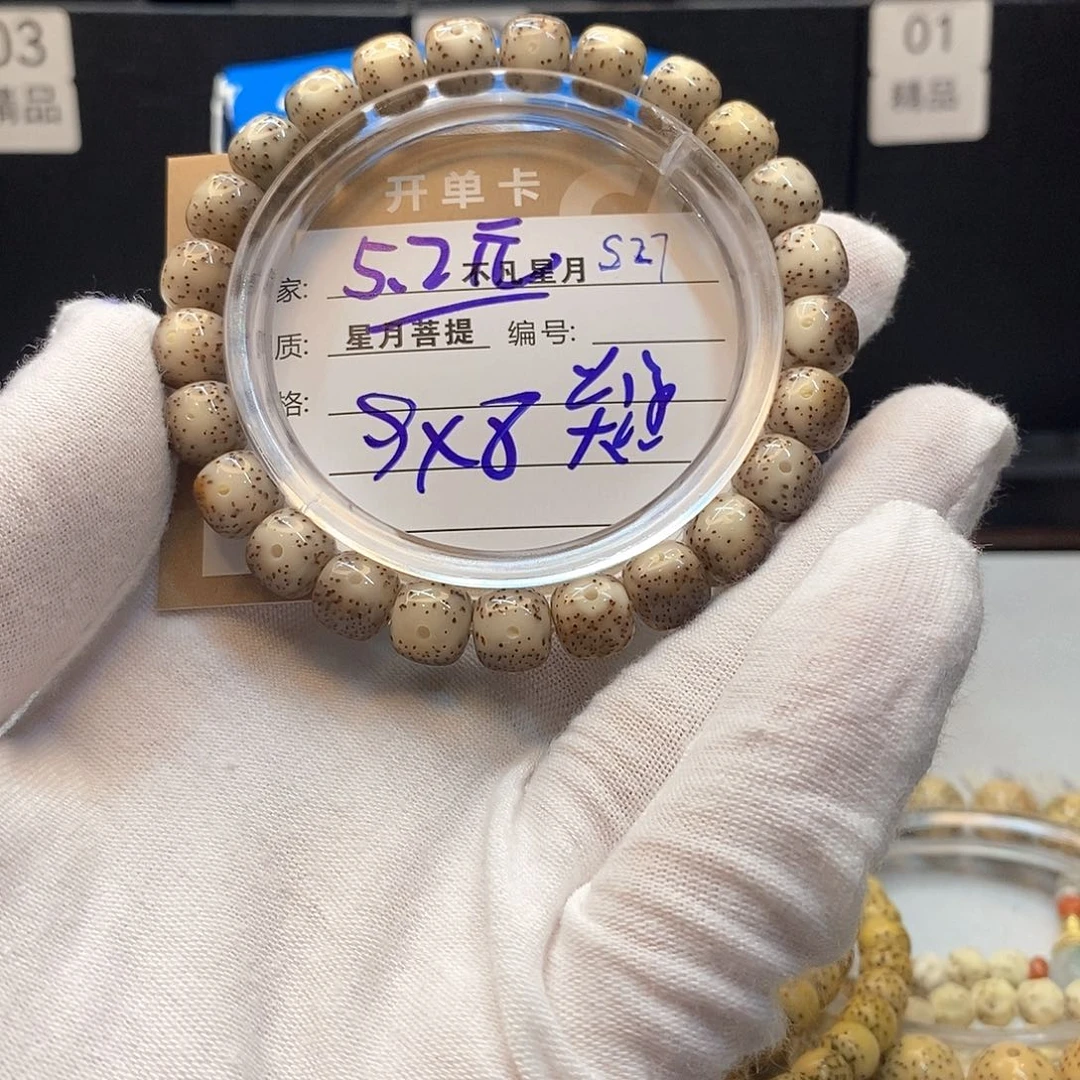 03
精品
01
精品
开单卡
家: 5.2元 不凡星月 S27
质: 星月菩提 编号:
格: 9X8